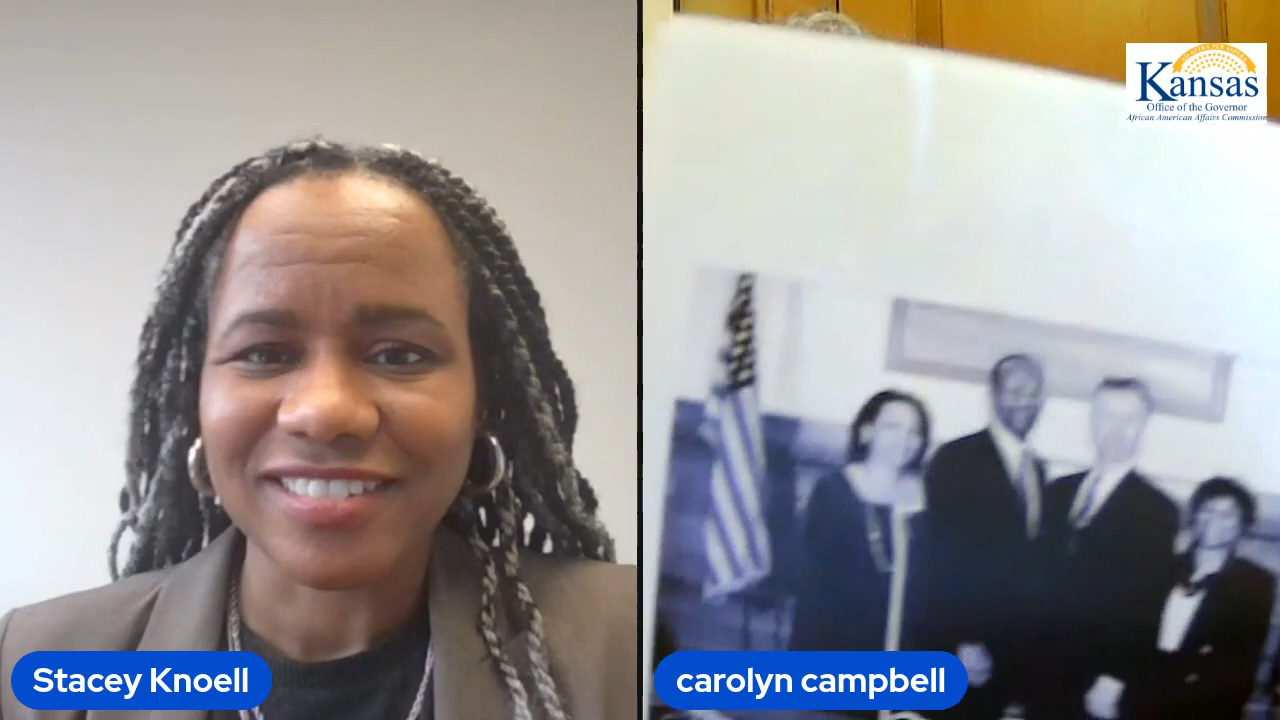 Kansas
Office of the Governor
African American Affairs Commission
Stacey Knoell
carolyn campbell